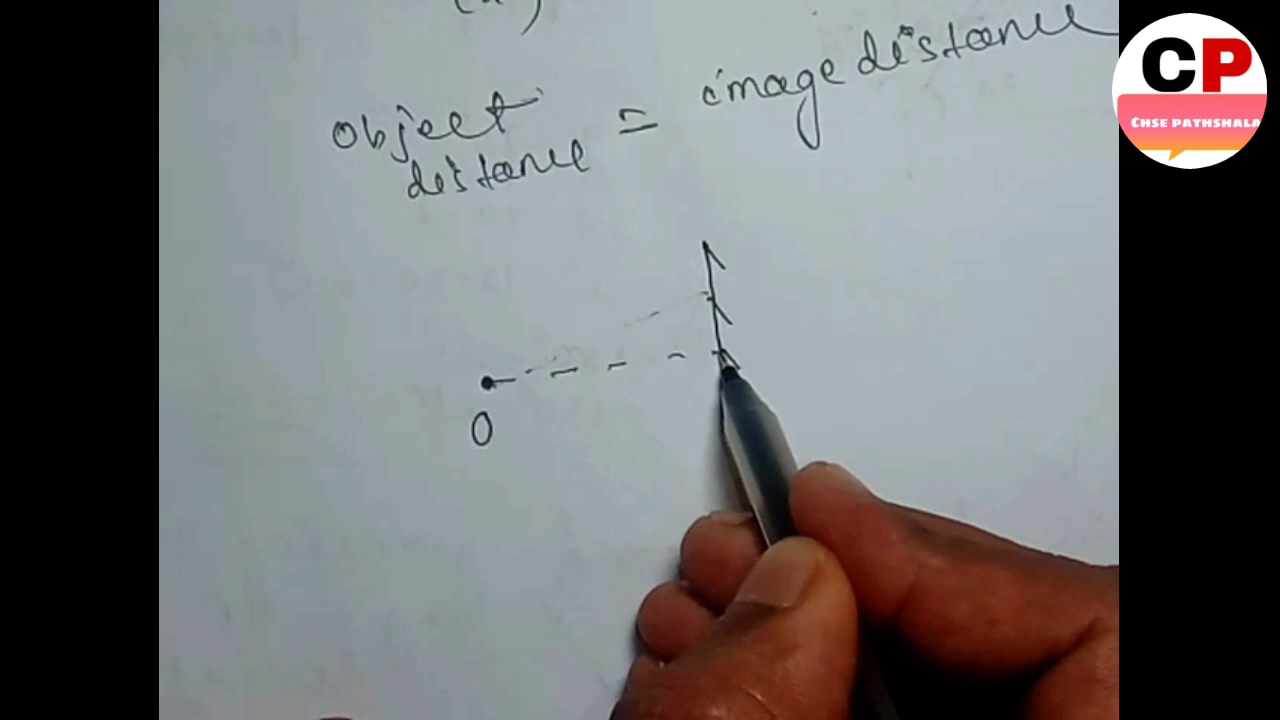 Object = image distance
distance
O
CP
CHSE PATHSHALA